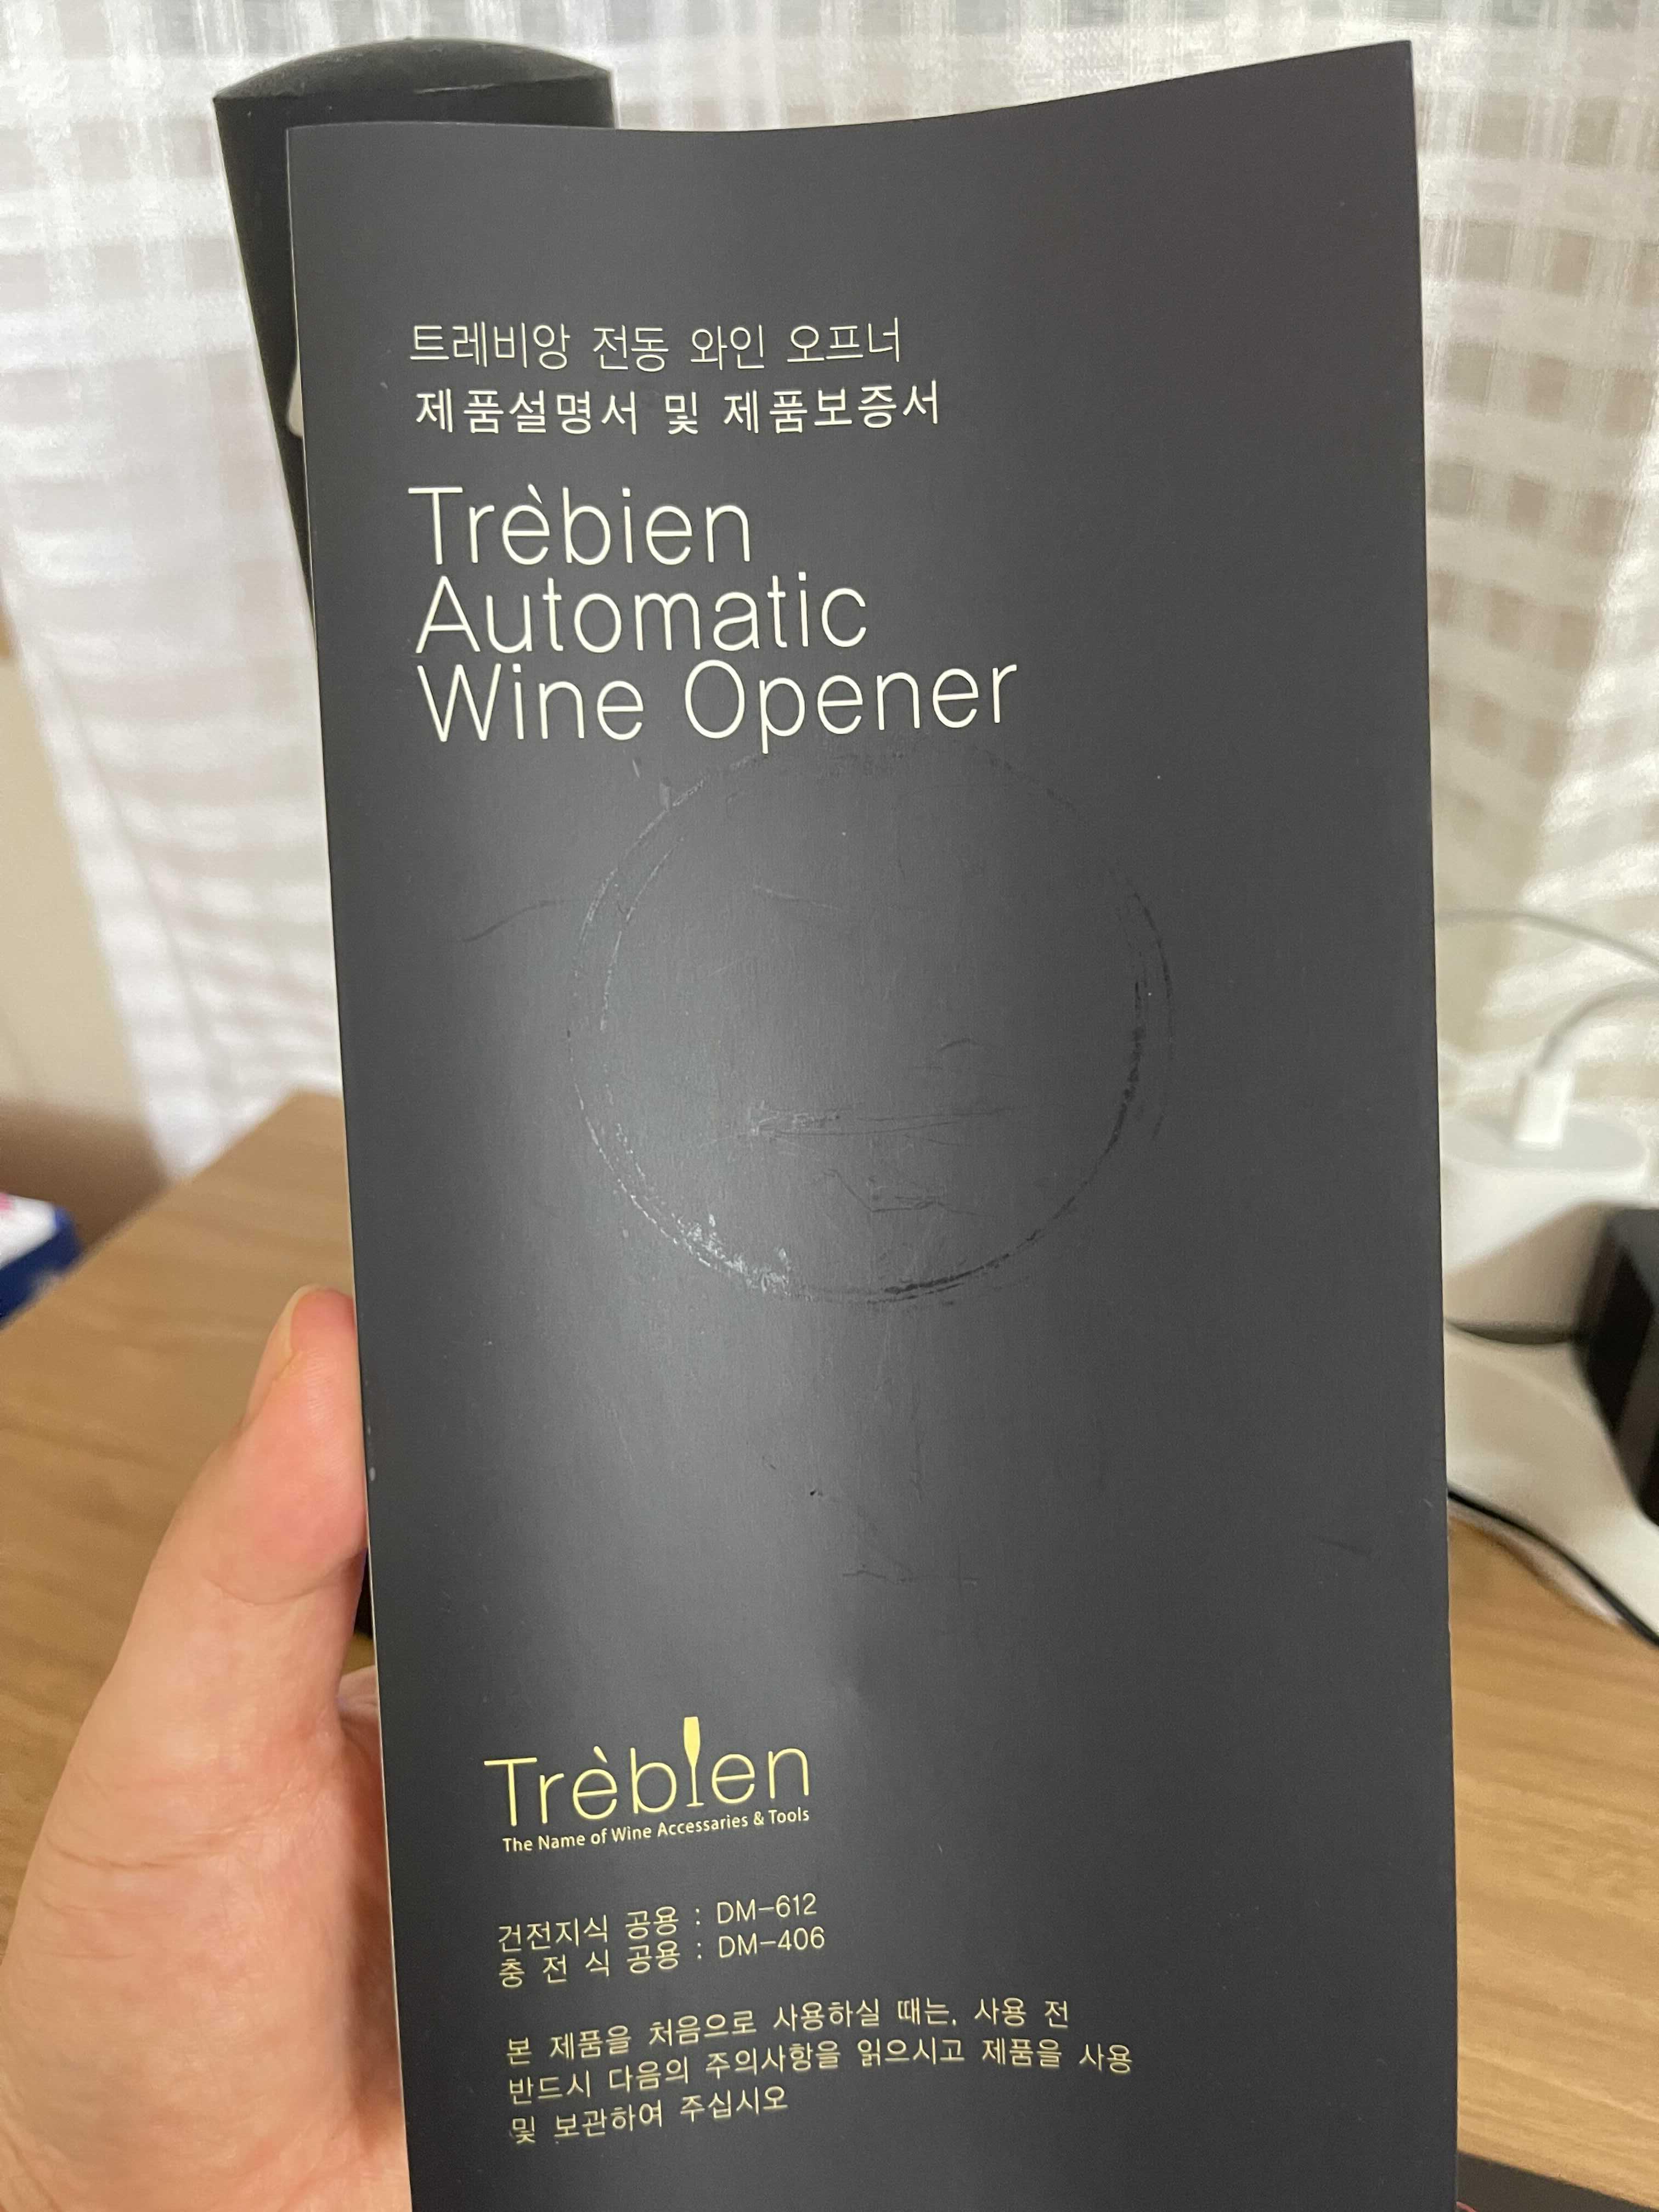 트레비앙 전동 와인 오프너
제품설명서 및 제품보증서
Trèbien
Automatic
Wine Opener
Trèbien
The Name of Wine Accessaries & Tools
건전지식 공용 : DM-612
충 전 식 공용 : DM-406
본 제품을 처음으로 사용하실 때는, 사용 전
반드시 다음의 주의사항을 읽으시고 제품을 사용
및 보관하여 주십시오